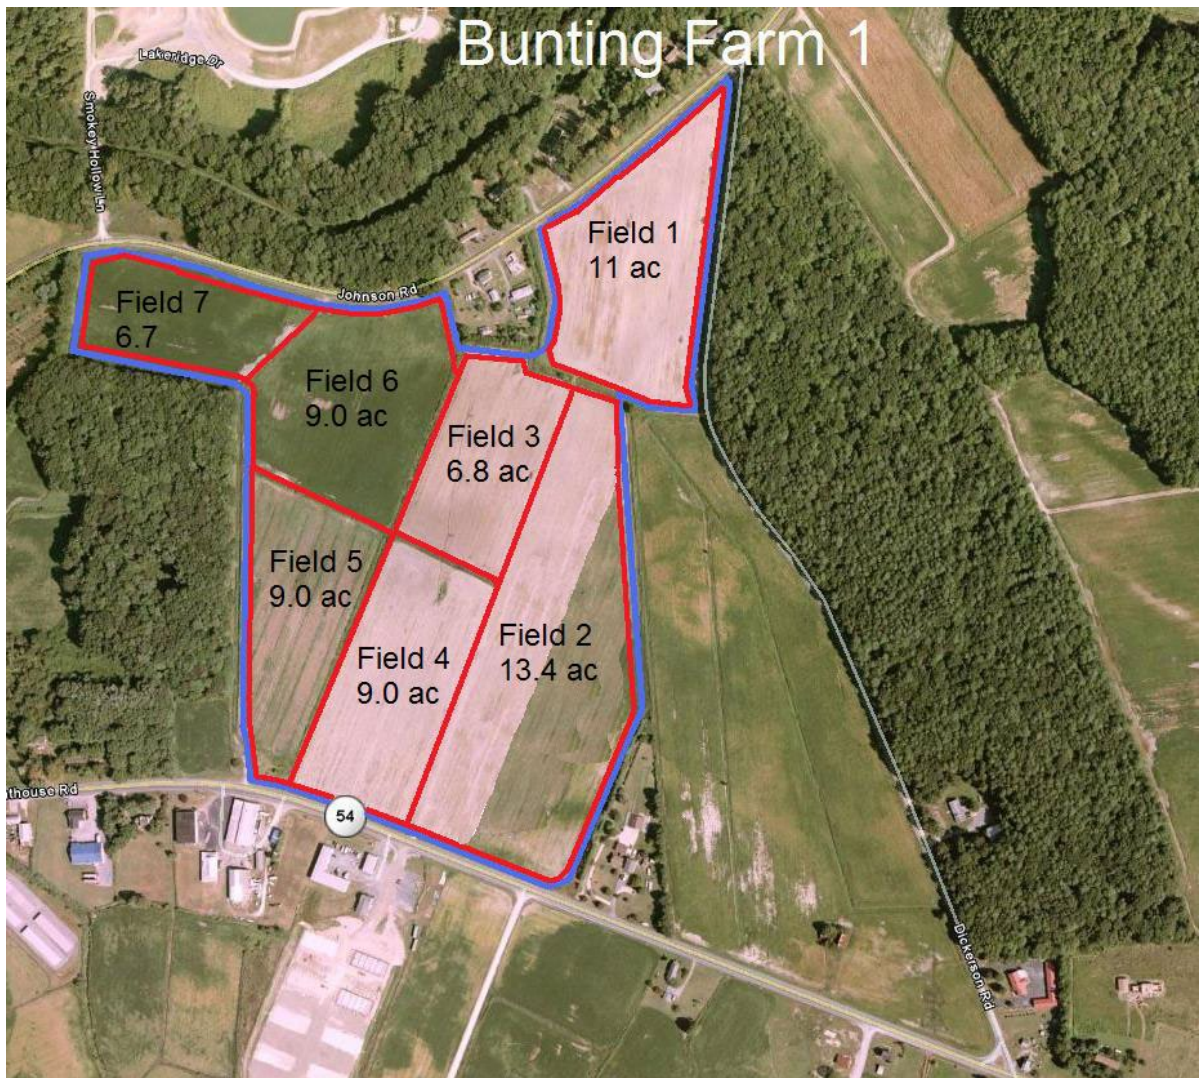 Bunting Farm 1
Lakeridge Dr
Smokey Hollow Ln
Field 1
11 ac
Field 7
6.7
Johnson Rd
Field 6
9.0 ac
Field 3
6.8 ac
Field 5
9.0 ac
Field 2
13.4 ac
Field 4
9.0 ac
thouse Rd
54
Dickerson Rd